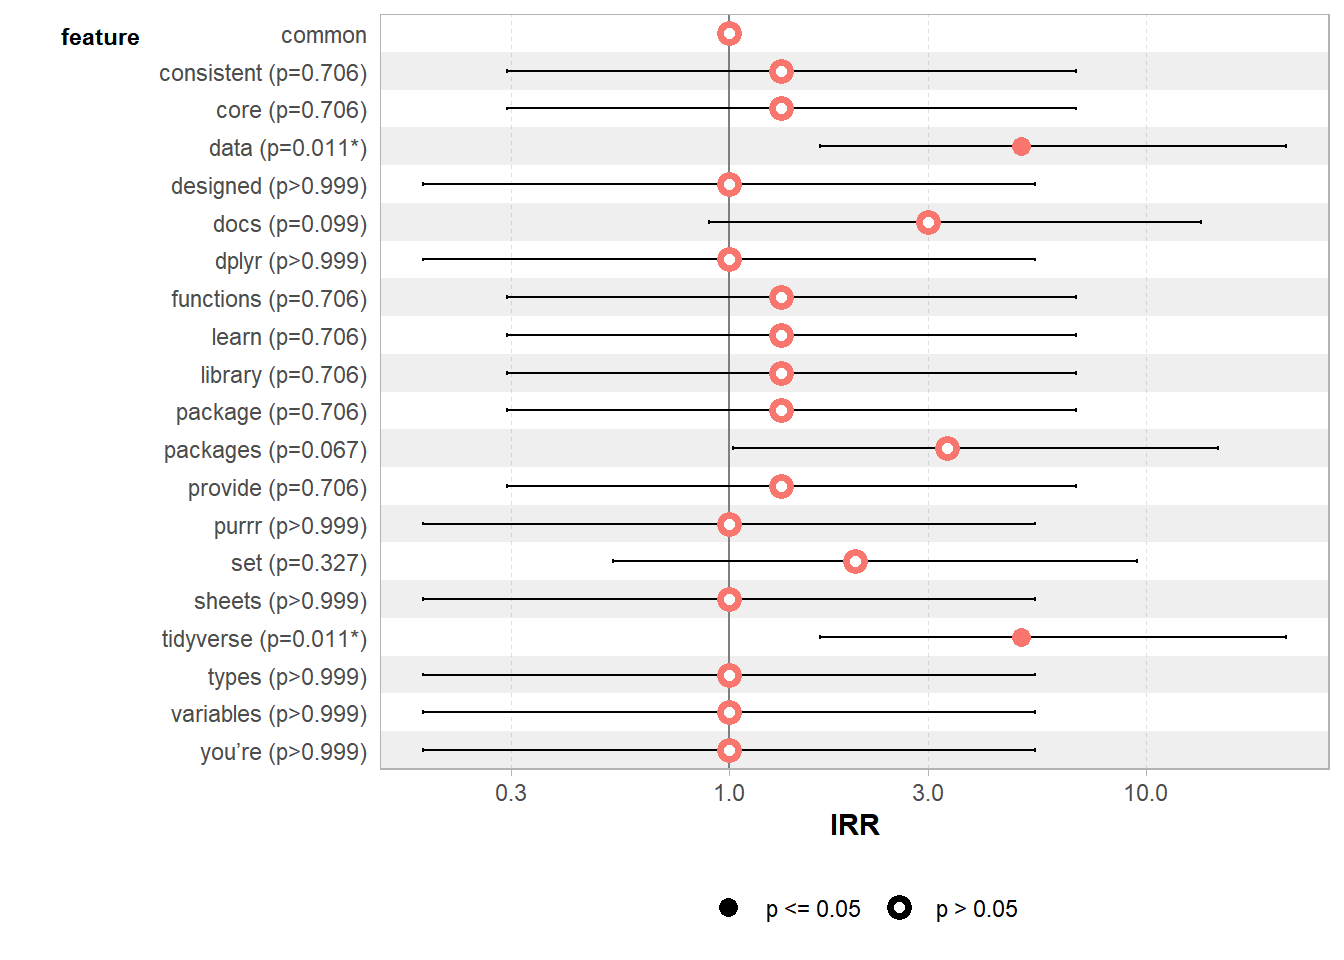 feature
common
consistent (p=0.706)
core (p=0.706)
data (p=0.011*)
designed (p>0.999)
docs (p=0.099)
dplyr (p>0.999)
functions (p=0.706)
learn (p=0.706)
library (p=0.706)
package (p=0.706)
packages (p=0.067)
provide (p=0.706)
purrr (p>0.999)
set (p=0.327)
sheets (p>0.999)
tidyverse (p=0.011*)
types (p>0.999)
variables (p>0.999)
you’re (p>0.999)
0.3 1.0 3.0 10.0
IRR
p <= 0.05 p > 0.05